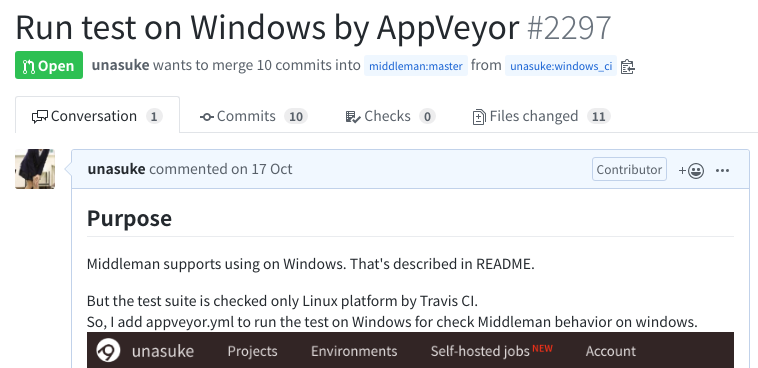 Run test on Windows by AppVeyor #2297
Open unasuke wants to merge 10 commits into middleman:master from unasuke:windows_ci
Conversation 1 Commits 10 Checks 0 Files changed 11
unasuke commented on 17 Oct Contributor + ...
Purpose
Middleman supports using on Windows. That's described in README.
But the test suite is checked only Linux platform by Travis CI.
So, I add appveyor.yml to run the test on Windows for check Middleman behavior on windows.
unasuke Projects Environments Self-hosted jobs NEW Account